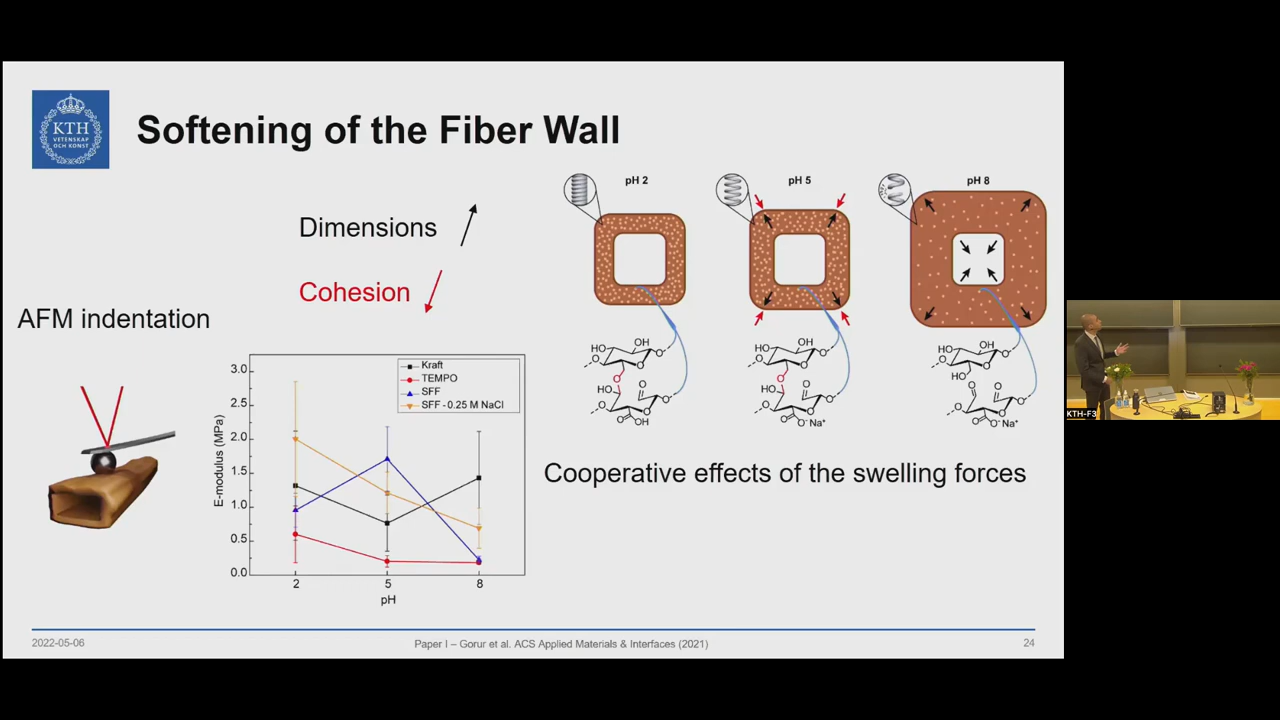 KTH
VETENSKAP
OCH KONST
Softening of the Fiber Wall
Dimensions
Cohesion
AFM indentation
Kraft
TEMPO
SFF
SFF - 0.25 M NaCl
3.0
2.5
2.0
1.5
1.0
0.5
0.0
E-modulus (MPa)
2 5 8
pH
pH 2
pH 5
pH 8
HO OH
O
O
O
HO O
O
O
O OH
HO OH
O
O
O
HO O
O
O
O O⁻ Na⁺
HO OH
O
O
HO
O O
O
O
O O⁻ Na⁺
Cooperative effects of the swelling forces
2022-05-06
Paper I – Gorur et al. ACS Applied Materials & Interfaces (2021)
24
KTH-F3